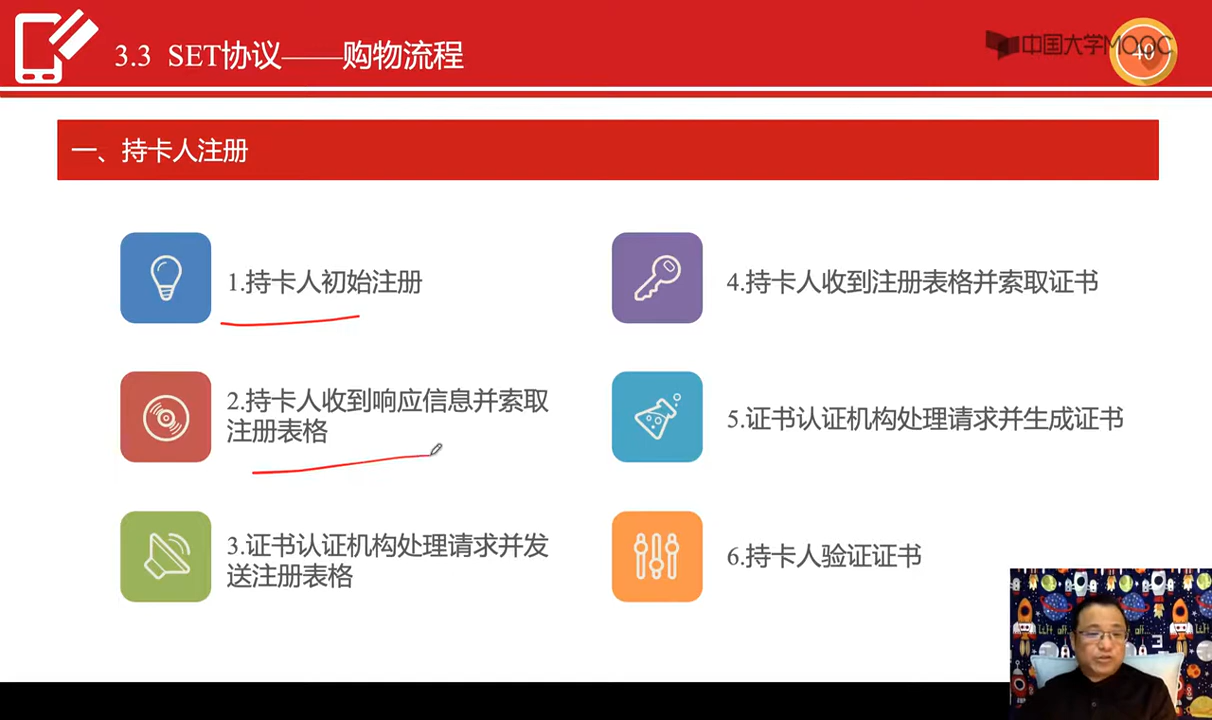 3.3 SET协议——购物流程
中国大学MOOC
40
一、持卡人注册
1.持卡人初始注册
2.持卡人收到响应信息并索取
注册表格
3.证书认证机构处理请求并发
送注册表格
4.持卡人收到注册表格并索取证书
5.证书认证机构处理请求并生成证书
6.持卡人验证证书